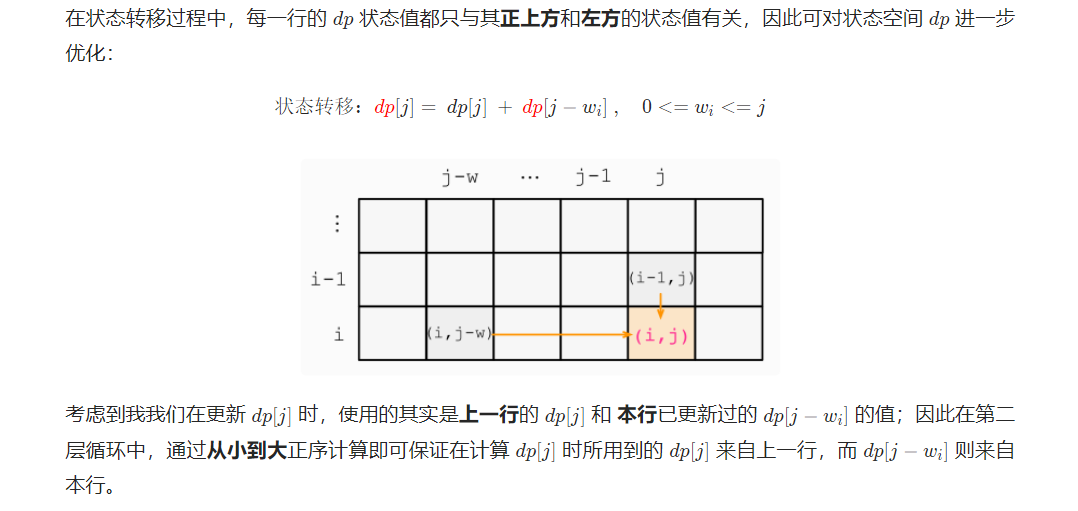 在状态转移过程中，每一行的 dp 状态值都只与其正上方和左方的状态值有关，因此可对状态空间 dp 进一步
优化：
状态转移：dp[j] = dp[j] + dp[j − wᵢ] , 0 <= wᵢ <= j
j-w ... j-1 j
⋮
i-1 (i-1,j)
i (i,j-w) (i,j)
考虑到我我们在更新 dp[j] 时，使用的其实是上一行的 dp[j] 和 本行已更新过的 dp[j − wᵢ] 的值；因此在第二
层循环中，通过从小到大正序计算即可保证在计算 dp[j] 时所用到的 dp[j] 来自上一行，而 dp[j − wᵢ] 则来自
本行。